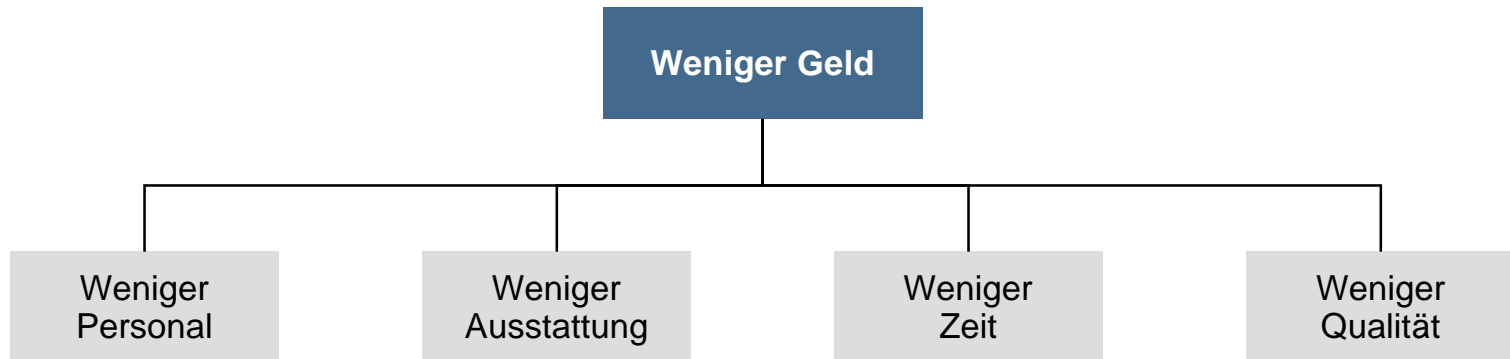 Weniger Geld
Weniger
Personal
Weniger
Ausstattung
Weniger
Zeit
Weniger
Qualität